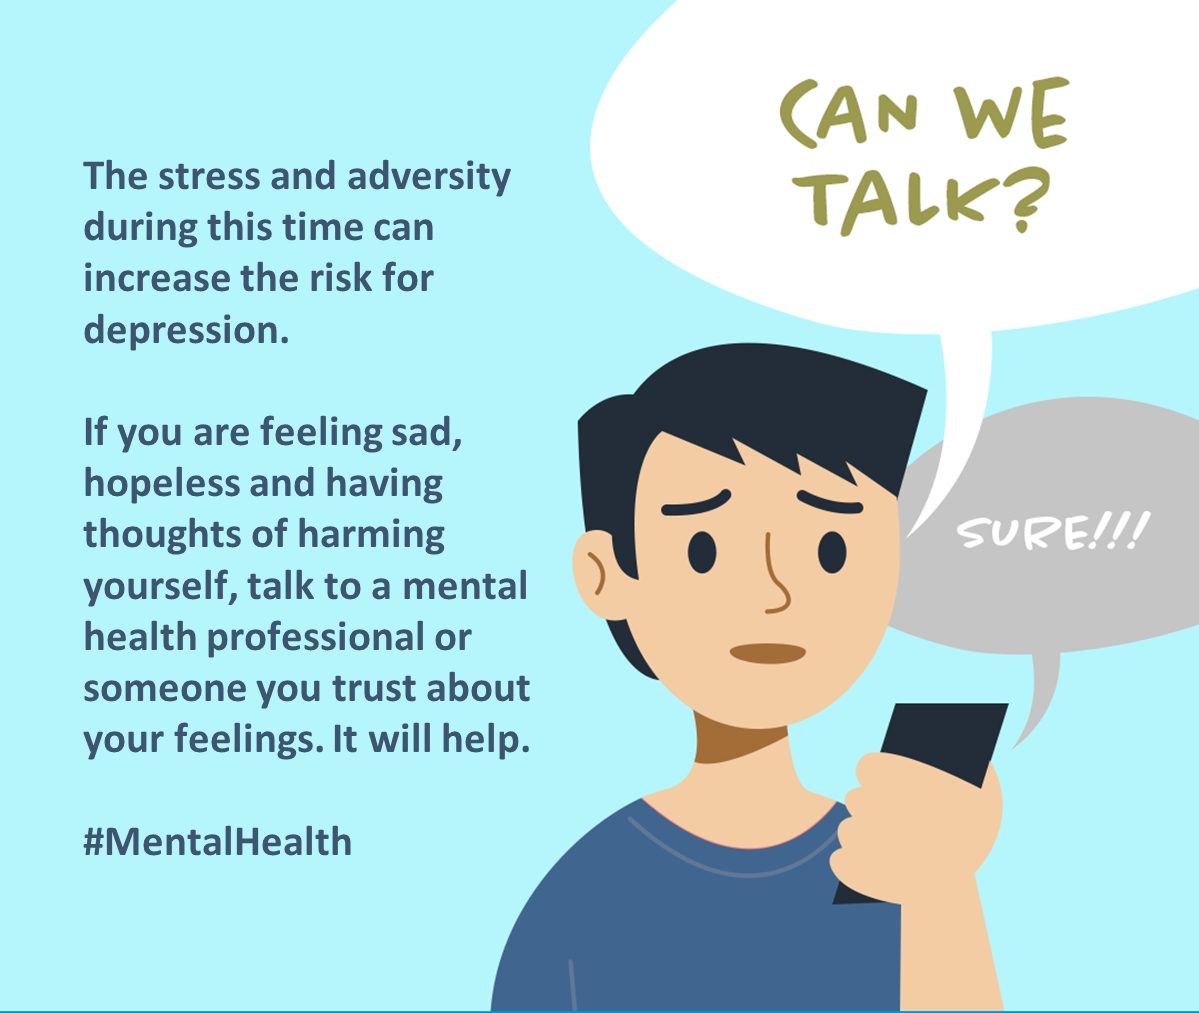 CAN WE
TALK?
The stress and adversity
during this time can
increase the risk for
depression.
If you are feeling sad,
hopeless and having
thoughts of harming
yourself, talk to a mental
health professional or
someone you trust about
your feelings. It will help.
#MentalHealth
SURE!!!